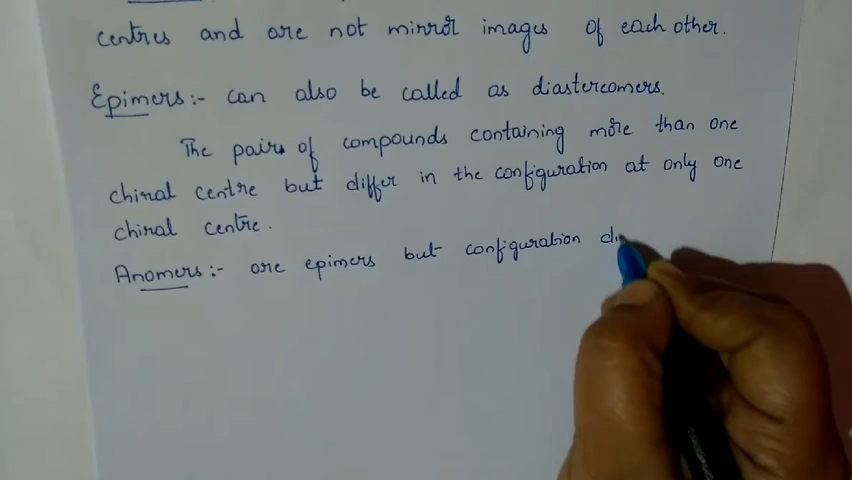 centres and are not mirror images of each other.
Epimers:- can also be called as diastereomers.
The pairs of compounds containing more than one
chiral centre but differ in the configuration at only one
chiral centre.
Anomers:- are epimers but configuration di